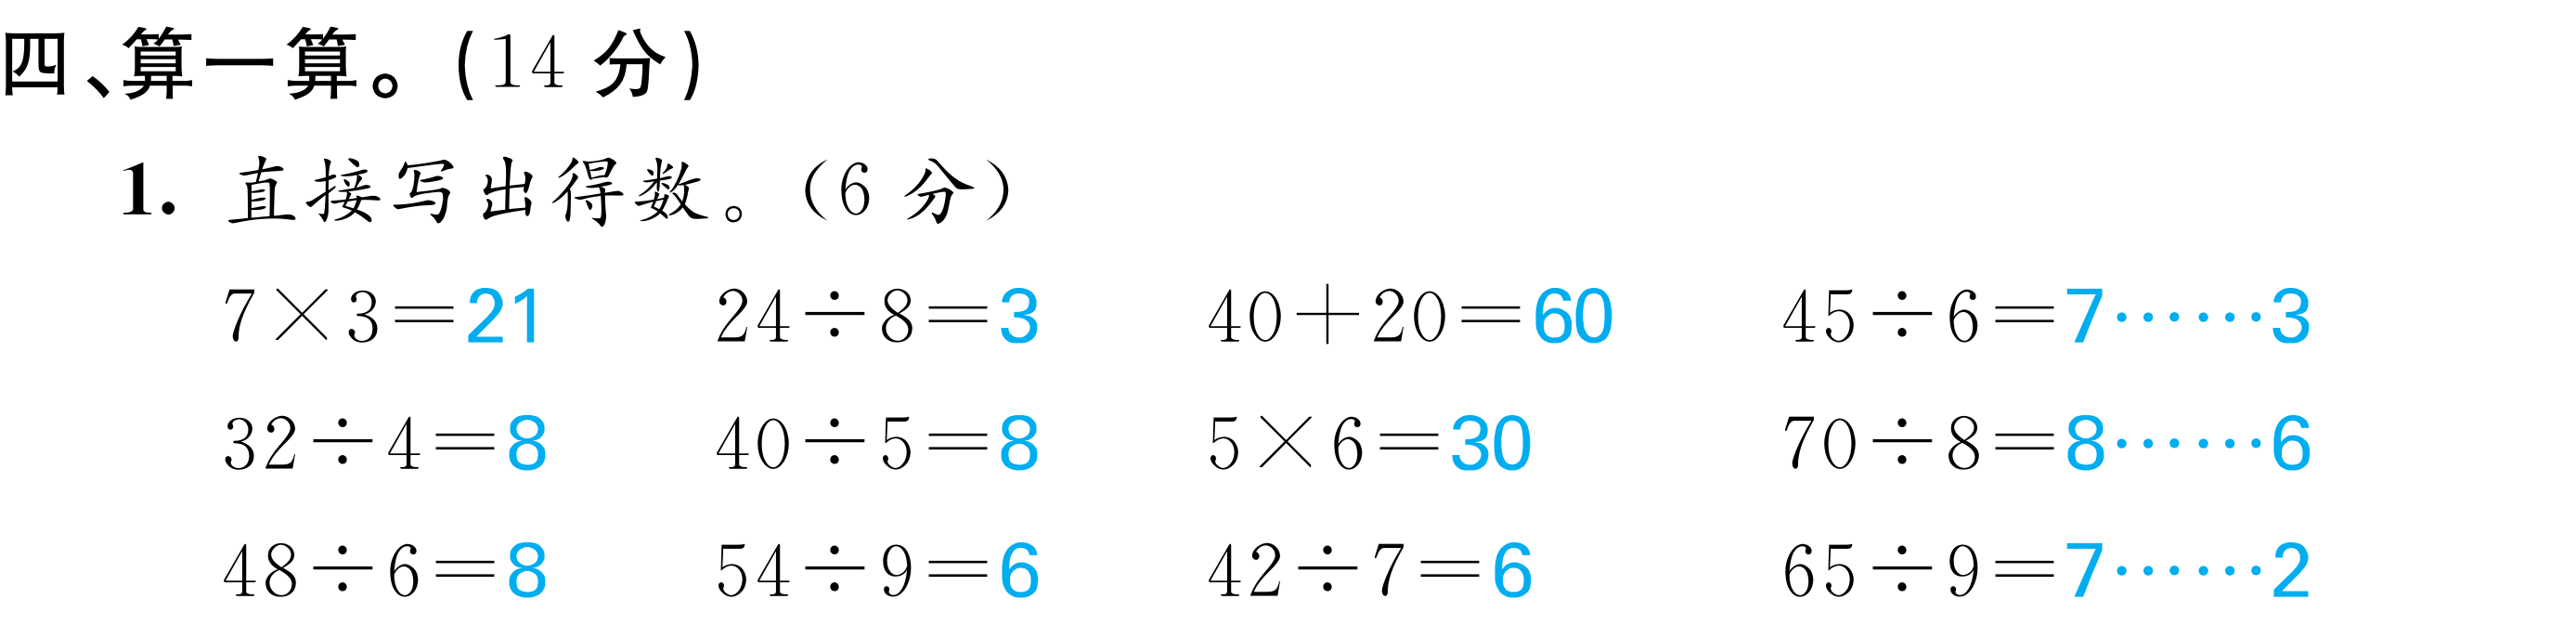 四、算一算。(14 分)
1. 直接写出得数。(6 分)
7×3=21 24÷8=3 40+20=60 45÷6=7……3
32÷4=8 40÷5=8 5×6=30 70÷8=8……6
48÷6=8 54÷9=6 42÷7=6 65÷9=7……2